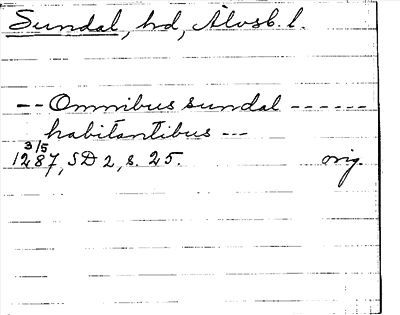 Sundal, hd, Älvsb. l.
-- Omnibus sundal ------
habitantibus ---
3/5
1287, SD 2, s. 25. orig.